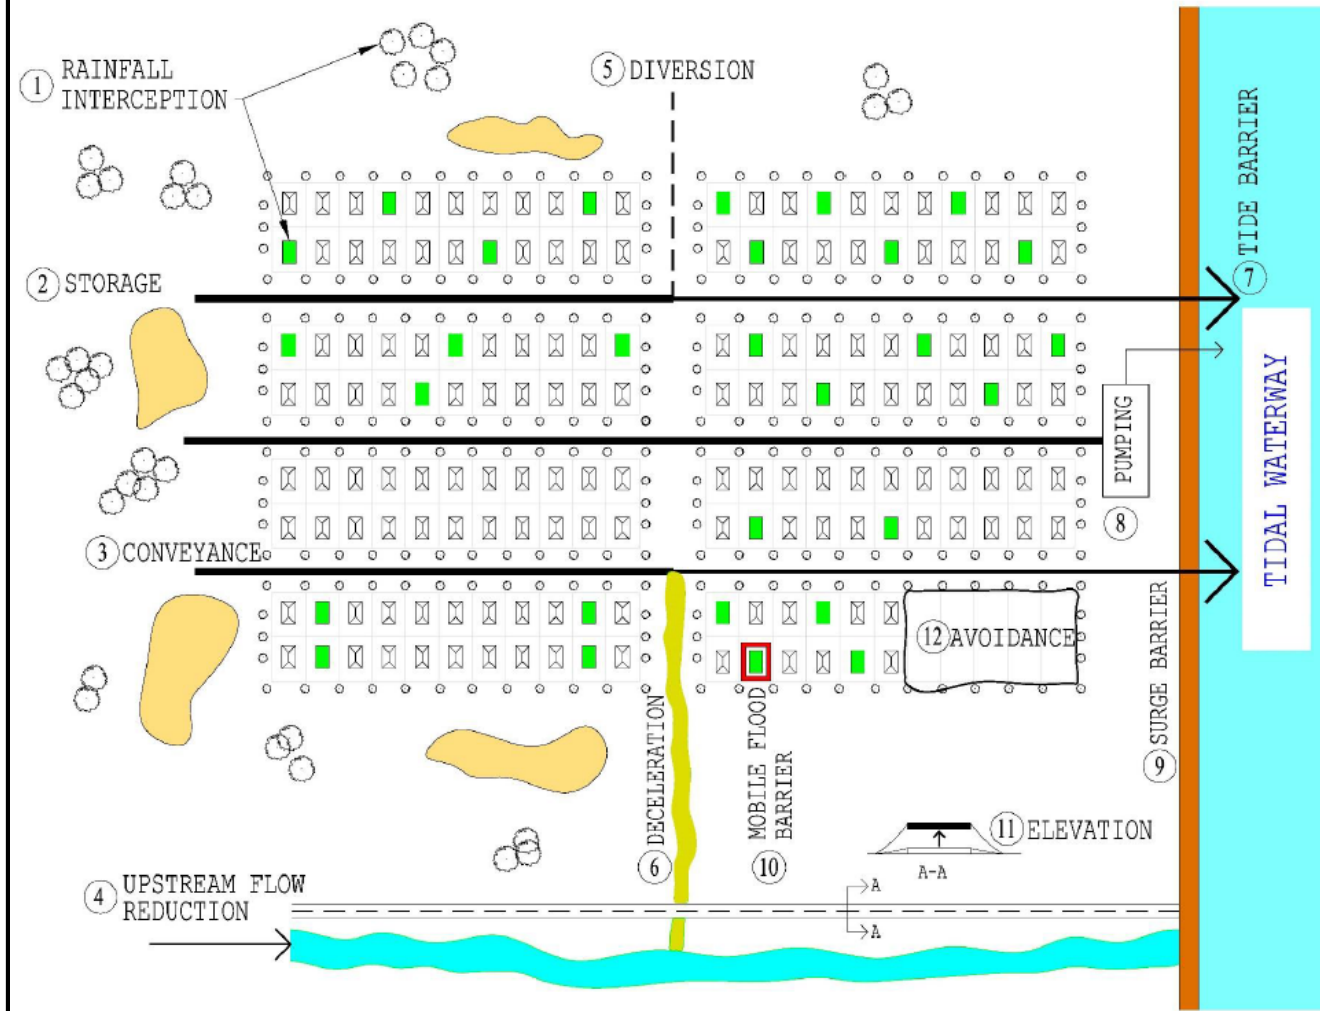 1 RAINFALL
INTERCEPTION
5 DIVERSION
7 TIDE BARRIER
2 STORAGE
TIDAL WATERWAY
PUMPING
8
3 CONVEYANCE
12 AVOIDANCE
6 DECELERATION
MOBILE FLOOD
BARRIER
10
9 SURGE BARRIER
11 ELEVATION
A-A
A
A
4 UPSTREAM FLOW
REDUCTION